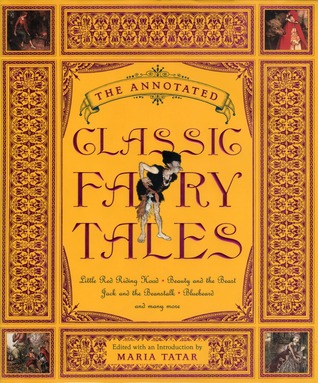 THE ANNOTATED
CLASSIC
FAIRY
TALES
Little Red Riding Hood • Beauty and the Beast
Jack and the Beanstalk • Bluebeard
and many more
Edited with an Introduction by
MARIA TATAR